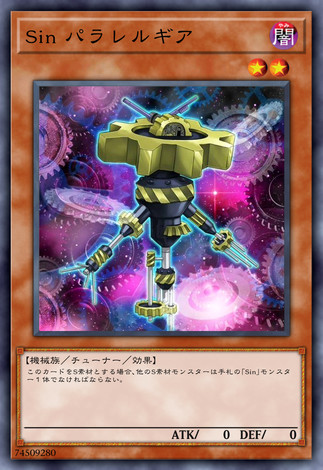 Sin パラレルギア
闇
やみ
【機械族／チューナー／効果】
このカードをS素材とする場合、他のS素材モンスターは手札の「Sin」モンス
ター１体でなければならない。
ATK/ 0 DEF/ 0
74509280